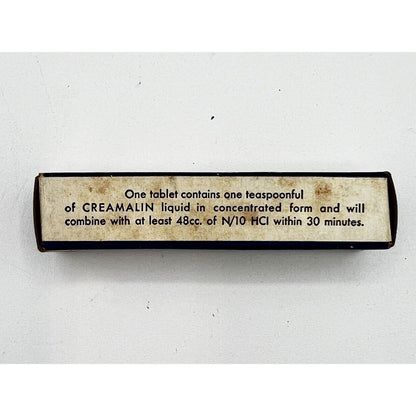 One tablet contains one teaspoonful
of CREAMALIN liquid in concentrated form and will
combine with at least 48cc. of N/10 HCl within 30 minutes.